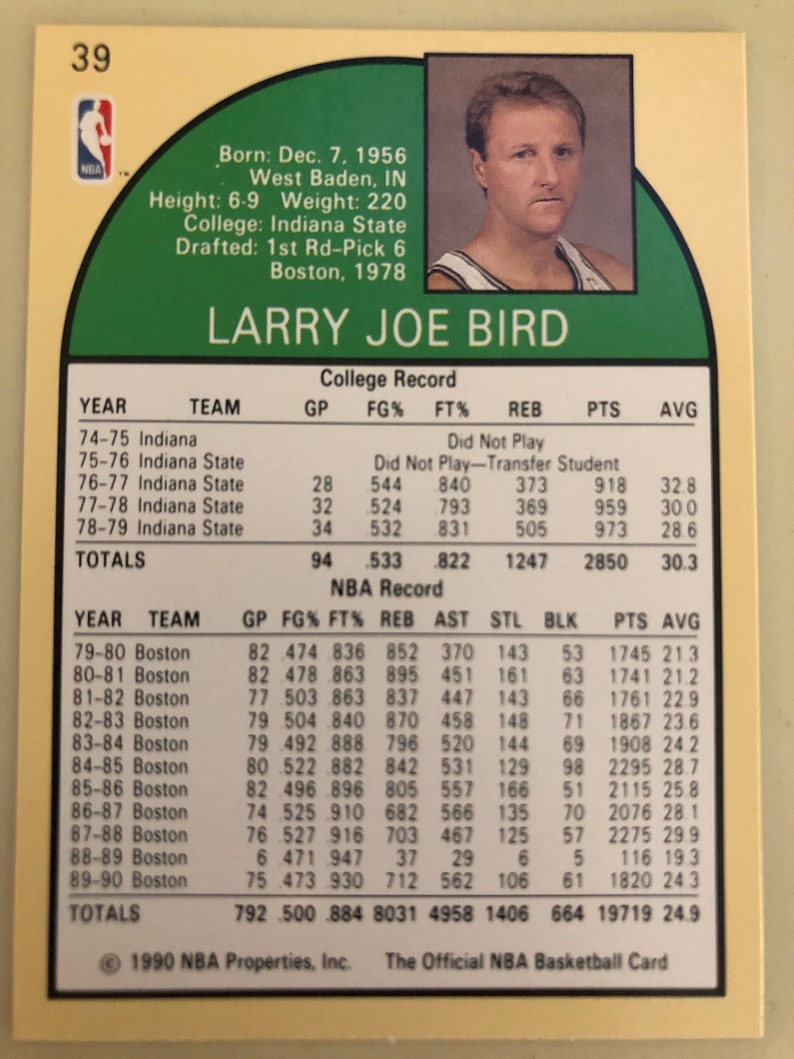 39
NBA
™
Born: Dec. 7, 1956
West Baden, IN
Height: 6-9 Weight: 220
College: Indiana State
Drafted: 1st Rd–Pick 6
Boston, 1978
LARRY JOE BIRD
College Record
YEAR TEAM GP FG% FT% REB PTS AVG
74–75 Indiana Did Not Play
75–76 Indiana State Did Not Play—Transfer Student
76–77 Indiana State 28 .544 .840 373 918 32.8
77–78 Indiana State 32 .524 .793 369 959 30.0
78–79 Indiana State 34 .532 .831 505 973 28.6
TOTALS 94 .533 .822 1247 2850 30.3
NBA Record
YEAR TEAM GP FG% FT% REB AST STL BLK PTS AVG
79–80 Boston 82 .474 .836 852 370 143 53 1745 21.3
80–81 Boston 82 .478 .863 895 451 161 63 1741 21.2
81–82 Boston 77 .503 .863 837 447 143 66 1761 22.9
82–83 Boston 79 .504 .840 870 458 148 71 1867 23.6
83–84 Boston 79 .492 .888 796 520 144 69 1908 24.2
84–85 Boston 80 .522 .882 842 531 129 98 2295 28.7
85–86 Boston 82 .496 .896 805 557 166 51 2115 25.8
86–87 Boston 74 .525 .910 682 566 135 70 2076 28.1
87–88 Boston 76 .527 .916 703 467 125 57 2275 29.9
88–89 Boston 6 .471 .947 37 29 6 5 116 19.3
89–90 Boston 75 .473 .930 712 562 106 61 1820 24.3
TOTALS 792 .500 .884 8031 4958 1406 664 19719 24.9
© 1990 NBA Properties, Inc. The Official NBA Basketball Card